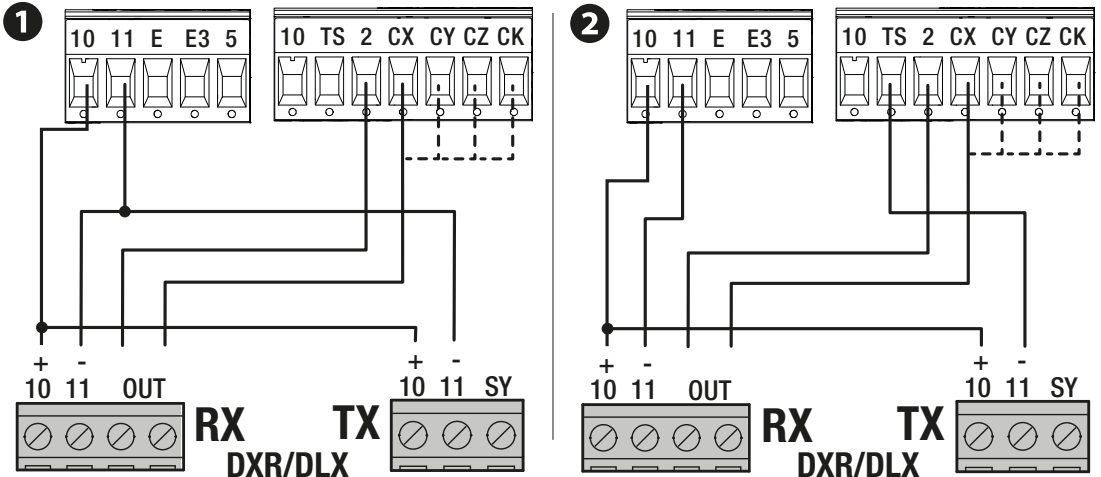 1
10 11 E E3 5
10 TS 2 CX CY CZ CK
+ -
10 11 OUT
RX
+ -
10 11 SY
TX
DXR/DLX
2
10 11 E E3 5
10 TS 2 CX CY CZ CK
+ -
10 11 OUT
RX
+ -
10 11 SY
TX
DXR/DLX